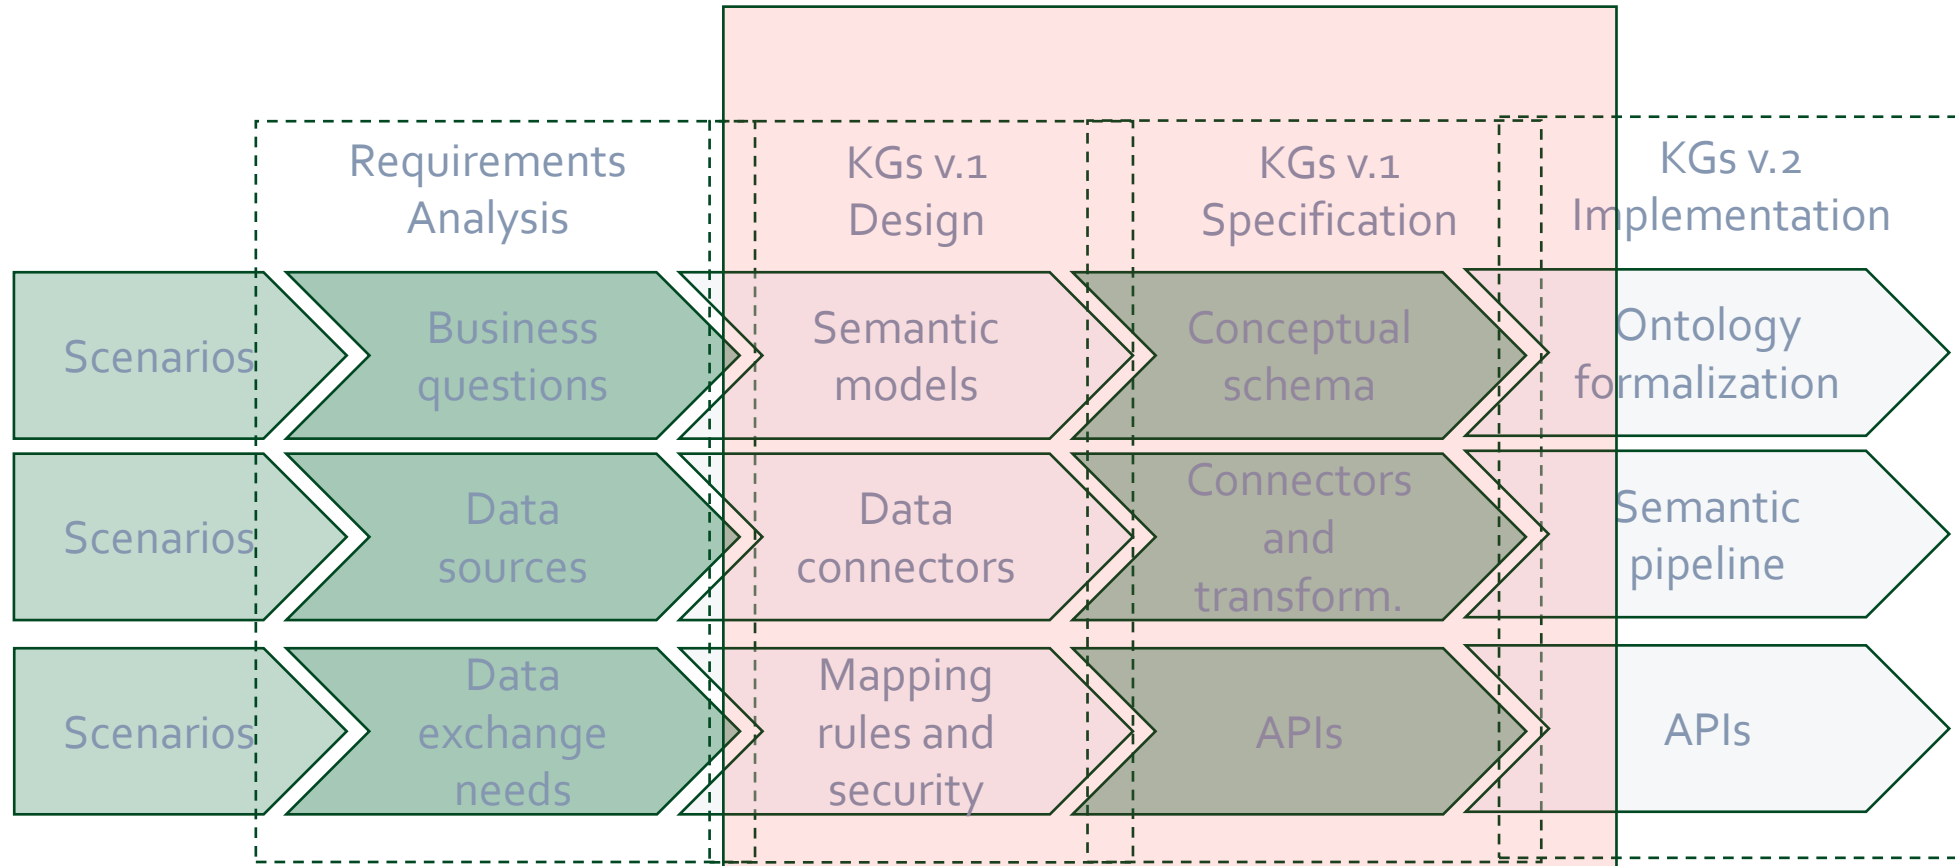 Requirements
Analysis
KGs v.1
Design
KGs v.1
Specification
KGs v.2
Implementation
Scenarios
Business
questions
Semantic
models
Conceptual
schema
Ontology
formalization
Scenarios
Data
sources
Data
connectors
Connectors
and
transform.
Semantic
pipeline
Scenarios
Data
exchange
needs
Mapping
rules and
security
APIs
APIs